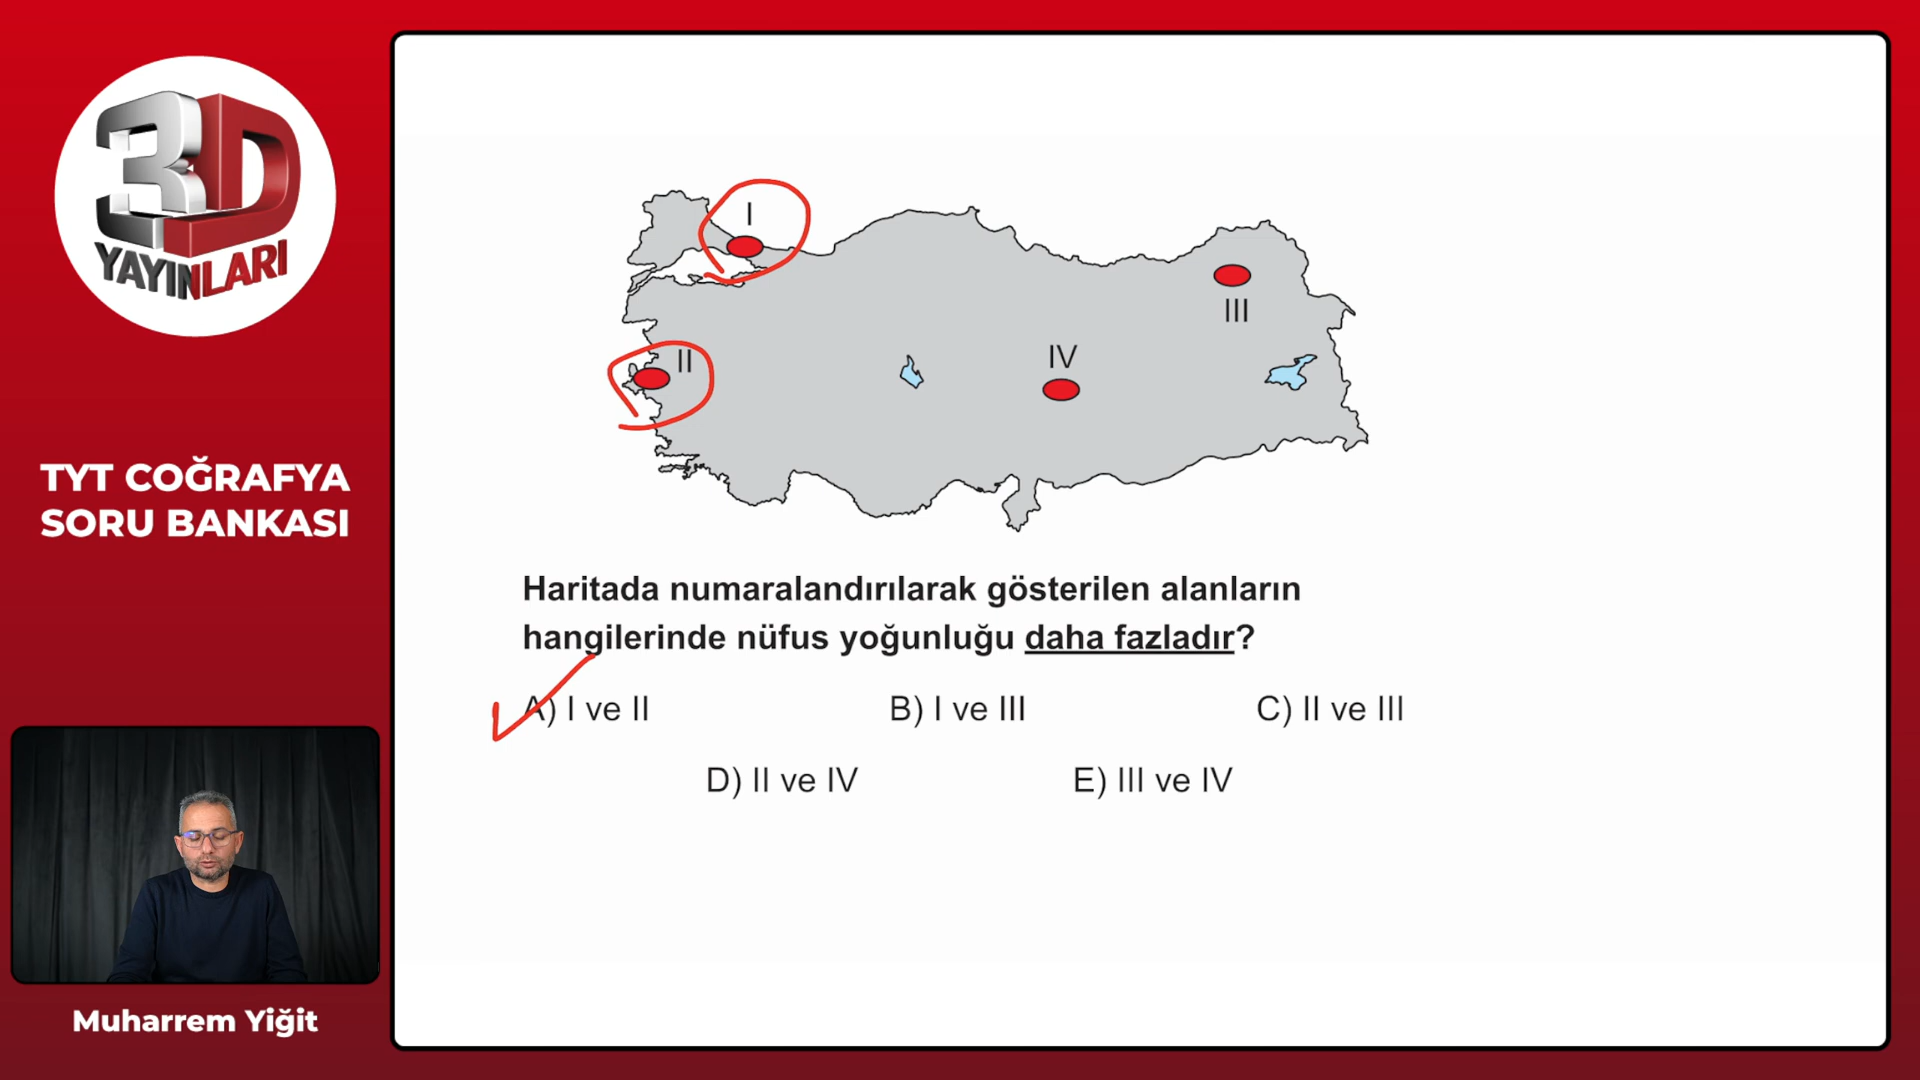 3D
YAYINLARI
TYT COĞRAFYA
SORU BANKASI
Muharrem Yiğit
I
II
III
IV
Haritada numaralandırılarak gösterilen alanların
hangilerinde nüfus yoğunluğu daha fazladır?
A) I ve II
B) I ve III
C) II ve III
D) II ve IV
E) III ve IV